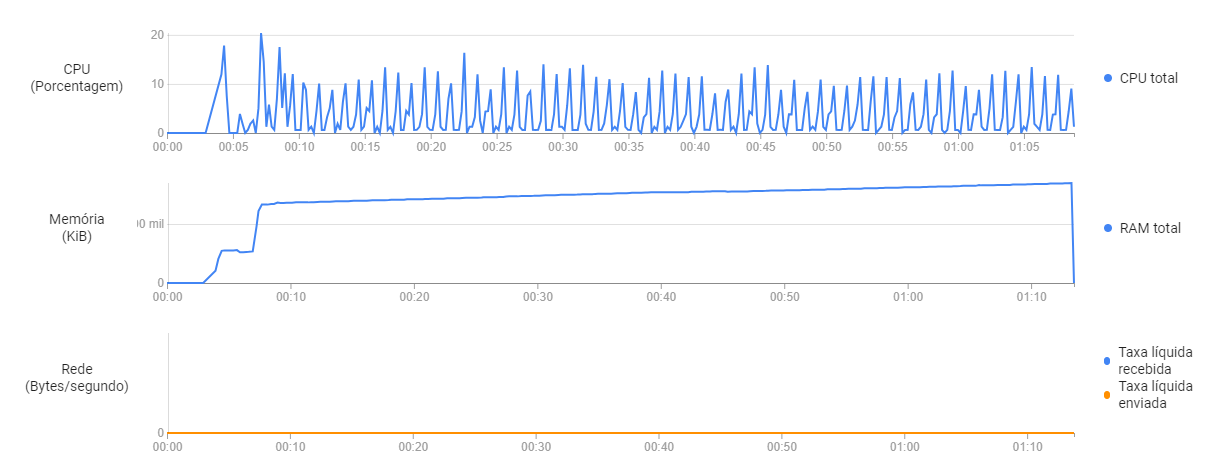 CPU
(Porcentagem)
20
10
0
00:00 00:05 00:10 00:15 00:20 00:25 00:30 00:35 00:40 00:45 00:50 00:55 01:00 01:05
CPU total
Memória
(KiB)
0 mil
0
00:00 00:10 00:20 00:30 00:40 00:50 01:00 01:10
RAM total
Rede
(Bytes/segundo)
0
00:00 00:10 00:20 00:30 00:40 00:50 01:00 01:10
Taxa líquida
recebida
Taxa líquida
enviada